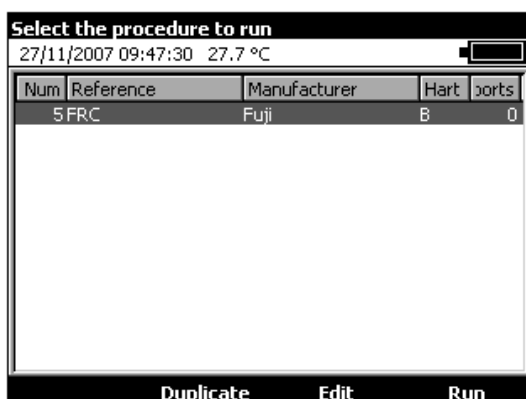 Select the procedure to run
27/11/2007 09:47:30 27.7 °C
Num Reference Manufacturer Hart ports
5 FRC Fuji B 0
Duplicate Edit Run